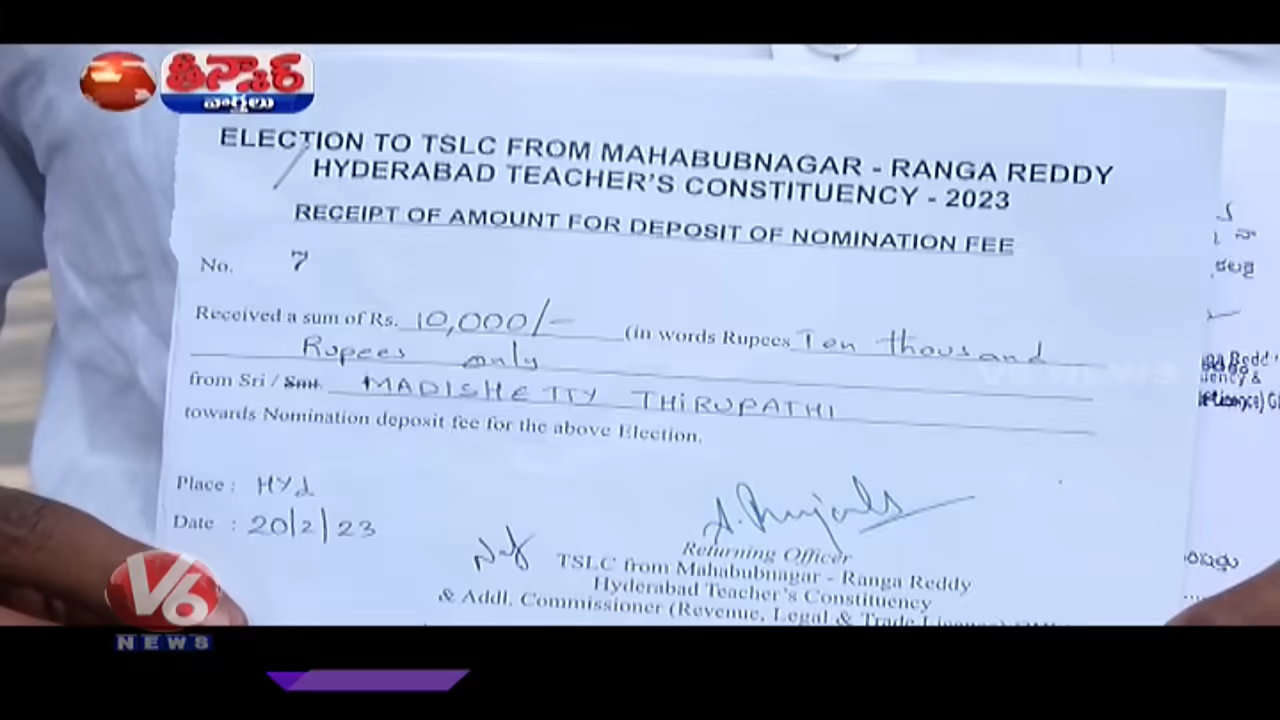 తీన్మార్
వార్తలు
ELECTION TO TSLC FROM MAHABUBNAGAR - RANGA REDDY
HYDERABAD TEACHER'S CONSTITUENCY - 2023
RECEIPT OF AMOUNT FOR DEPOSIT OF NOMINATION FEE
No. 7
Received a sum of Rs. 10,000/- (in words Rupees Ten thousand
Rupees only
from Sri / Smt. MADISHETTY THIRUPATHI
towards Nomination deposit fee for the above Election.
Place : HYd
Date : 20/2/23
Returning Officer
TSLC from Mahabubnagar - Ranga Reddy
Hyderabad Teacher's Constituency
& Addl. Commissioner (Revenue, Legal & Trade
V6 NEWS
V6
NEWS